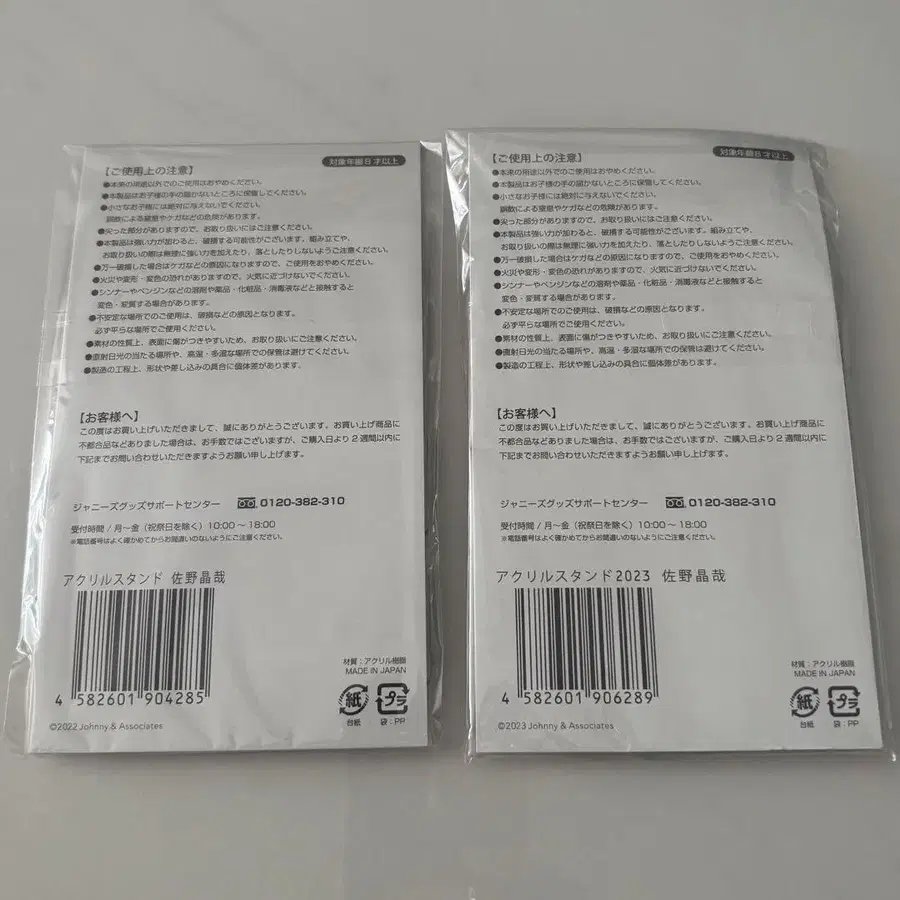 【ご使用上の注意】
対象年齢8才以上
●本来の用途以外でのご使用はおやめください。
●本製品はお子様の手の届かないところに保管してください。
●小さなお子様には絶対に与えないでください。
誤飲による窒息やケガなどの危険があります。
●尖った部分がありますので、お取り扱いにはご注意ください。
●本製品は強い力が加わると、破損する可能性がございます。組み立てや、
お取り扱いの際は無理に強い力を加えたり、落としたりしないようご注意ください。
●万一破損した場合はケガなどの原因になりますので、ご使用をおやめください。
●火災や変形・変色の恐れがありますので、火気に近づけないでください。
●シンナーやベンジンなどの溶剤や薬品・化粧品・消毒液などと接触すると
変色・変質する場合があります。
●不安定な場所でのご使用は、破損などの原因となります。
必ず平らな場所でご使用ください。
●素材の性質上、表面に傷がつきやすいため、お取り扱いにご注意ください。
●直射日光の当たる場所や、高温・多湿な場所での保管は避けてください。
●製造の工程上、形状や差し込みの具合に個体差があります。
【お客様へ】
この度はお買い上げいただきまして、誠にありがとうございます。お買い上げ商品に
不都合品などありました場合は、お手数ではございますが、ご購入日より2週間以内に
下記までお問い合わせいただきますようお願い申し上げます。
ジャニーズグッズサポートセンター 0120-382-310
受付時間 / 月〜金（祝祭日を除く）10:00〜18:00
※電話番号はよく確かめてからお間違いのないようにご注意ください。
アクリルスタンド 佐野晶哉
4 582601 904285
材質：アクリル樹脂
MADE IN JAPAN
紙 プラ
台紙 袋：PP
©2022 Johnny & Associates
【ご使用上の注意】
対象年齢8才以上
●本来の用途以外でのご使用はおやめください。
●本製品はお子様の手の届かないところに保管してください。
●小さなお子様には絶対に与えないでください。
誤飲による窒息やケガなどの危険があります。
●尖った部分がありますので、お取り扱いにはご注意ください。
●本製品は強い力が加わると、破損する可能性がございます。組み立てや、
お取り扱いの際は無理に強い力を加えたり、落としたりしないようご注意ください。
●万一破損した場合はケガなどの原因になりますので、ご使用をおやめください。
●火災や変形・変色の恐れがありますので、火気に近づけないでください。
●シンナーやベンジンなどの溶剤や薬品・化粧品・消毒液などと接触すると
変色・変質する場合があります。
●不安定な場所でのご使用は、破損などの原因となります。
必ず平らな場所でご使用ください。
●素材の性質上、表面に傷がつきやすいため、お取り扱いにご注意ください。
●直射日光の当たる場所や、高温・多湿な場所での保管は避けてください。
●製造の工程上、形状や差し込みの具合に個体差があります。
【お客様へ】
この度はお買い上げいただきまして、誠にありがとうございます。お買い上げ商品に
不都合品などありました場合は、お手数ではございますが、ご購入日より2週間以内に
下記までお問い合わせいただきますようお願い申し上げます。
ジャニーズグッズサポートセンター 0120-382-310
受付時間 / 月〜金（祝祭日を除く）10:00〜18:00
※電話番号はよく確かめてからお間違いのないようにご注意ください。
アクリルスタンド2023 佐野晶哉
4 582601 906289
材質：アクリル樹脂
MADE IN JAPAN
紙 プラ
台紙 袋：PP
©2023 Johnny & Associates